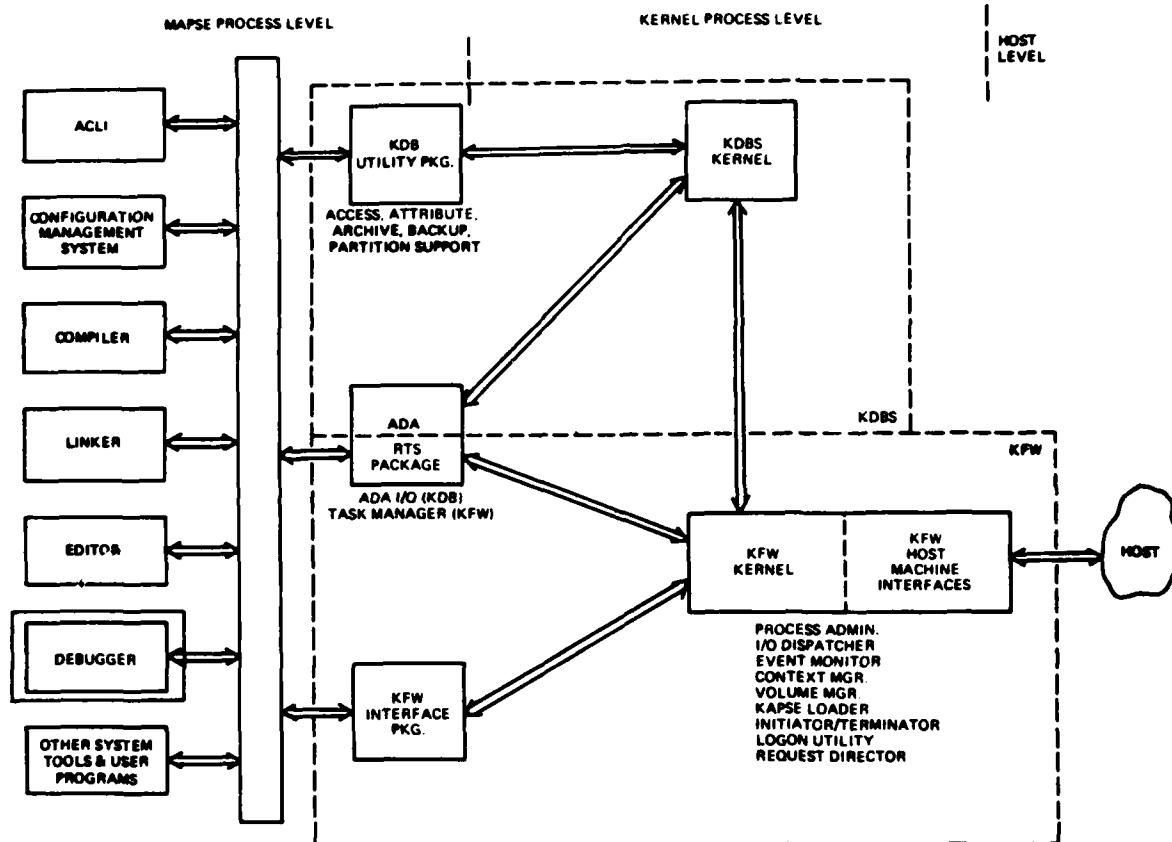 MAPSE PROCESS LEVEL
KERNEL PROCESS LEVEL
HOST
LEVEL
ACLI
CONFIGURATION
MANAGEMENT
SYSTEM
COMPILER
LINKER
EDITOR
DEBUGGER
OTHER SYSTEM
TOOLS & USER
PROGRAMS
KDB
UTILITY PKG.
ACCESS, ATTRIBUTE,
ARCHIVE, BACKUP,
PARTITION SUPPORT
KDBS
KERNEL
KDBS
ADA
RTS
PACKAGE
ADA I/O (KDB)
TASK MANAGER (KFW)
KFW
KFW
KERNEL
KFW
HOST
MACHINE
INTERFACES
HOST
PROCESS ADMIN.
I/O DISPATCHER
EVENT MONITOR
CONTEXT MGR.
VOLUME MGR.
KAPSE LOADER
INITIATOR/TERMINATOR
LOGON UTILITY
REQUEST DIRECTOR
KFW
INTERFACE
PKG.